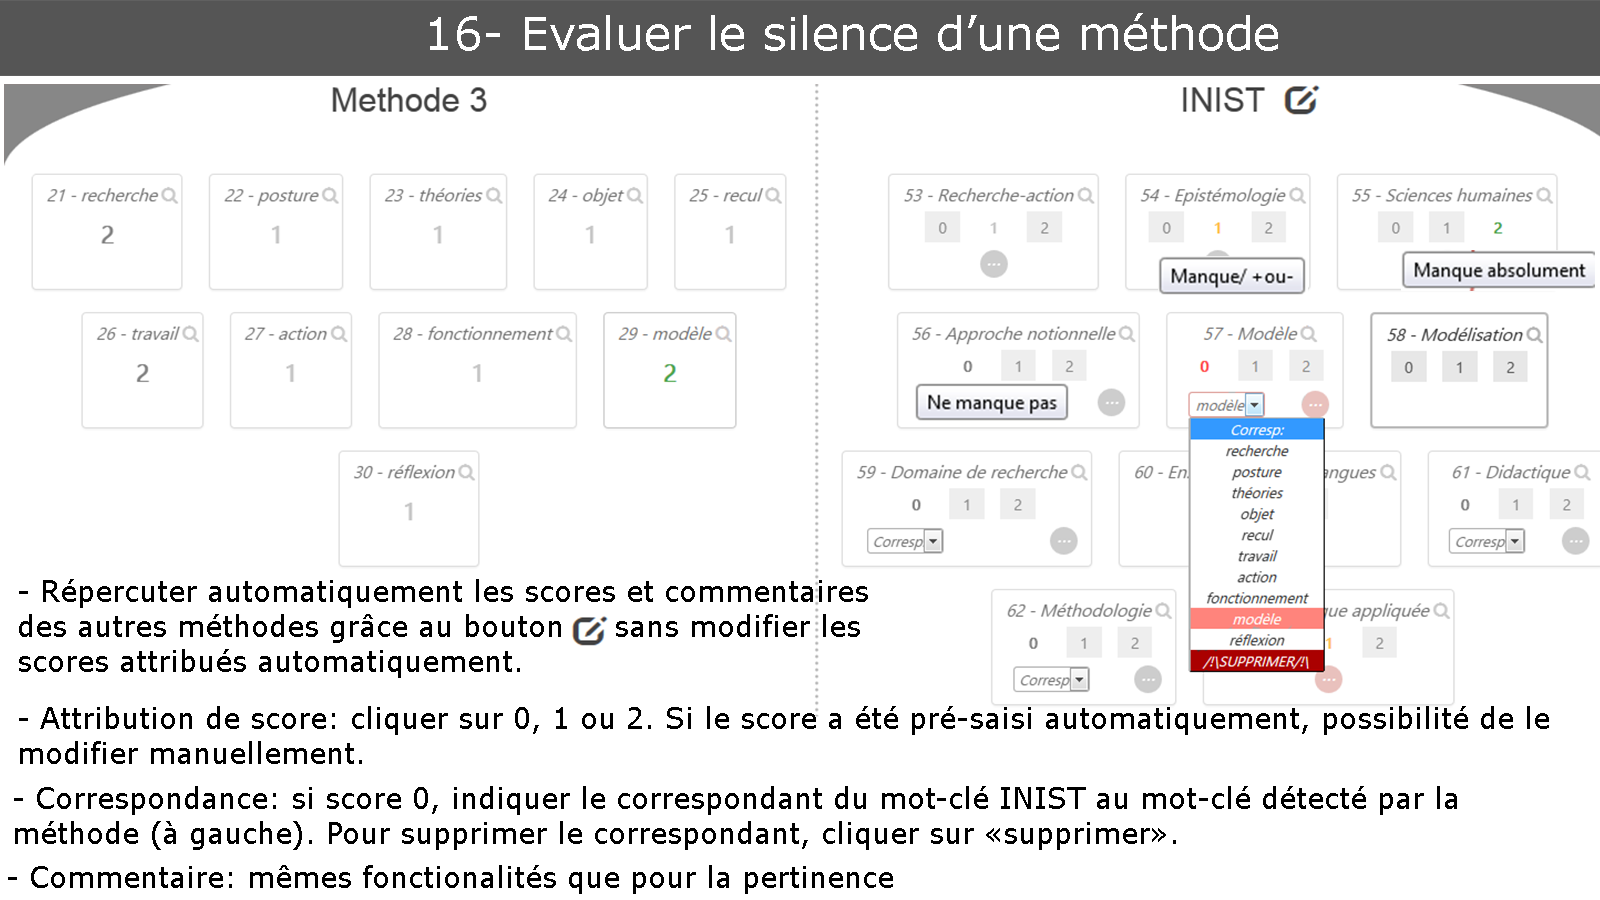 16- Evaluer le silence d’une méthode
Methode 3
INIST
21 - recherche
2
22 - posture
1
23 - théories
1
24 - objet
1
25 - recul
1
26 - travail
2
27 - action
1
28 - fonctionnement
1
29 - modèle
2
30 - réflexion
1
53 - Recherche-action
0 1 2
54 - Epistémologie
0 1 2
Manque/ +ou-
55 - Sciences humaines
0 1 2
Manque absolument
56 - Approche notionnelle
0 1 2
Ne manque pas
57 - Modèle
0 1 2
modèle
Corresp:
recherche
posture
théories
objet
recul
travail
action
fonctionnement
modèle
réflexion
/!\SUPPRIMER/!\
58 - Modélisation
0 1 2
59 - Domaine de recherche
0 1 2
Corresp
60 - En
angues
61 - Didactique
0 1 2
Corresp
62 - Méthodologie
0 1 2
Corresp
que appliquée
1 2
- Répercuter automatiquement les scores et commentaires
des autres méthodes grâce au bouton sans modifier les
scores attribués automatiquement.
- Attribution de score: cliquer sur 0, 1 ou 2. Si le score a été pré-saisi automatiquement, possibilité de le
modifier manuellement.
- Correspondance: si score 0, indiquer le correspondant du mot-clé INIST au mot-clé détecté par la
méthode (à gauche). Pour supprimer le correspondant, cliquer sur «supprimer».
- Commentaire: mêmes fonctionalités que pour la pertinence